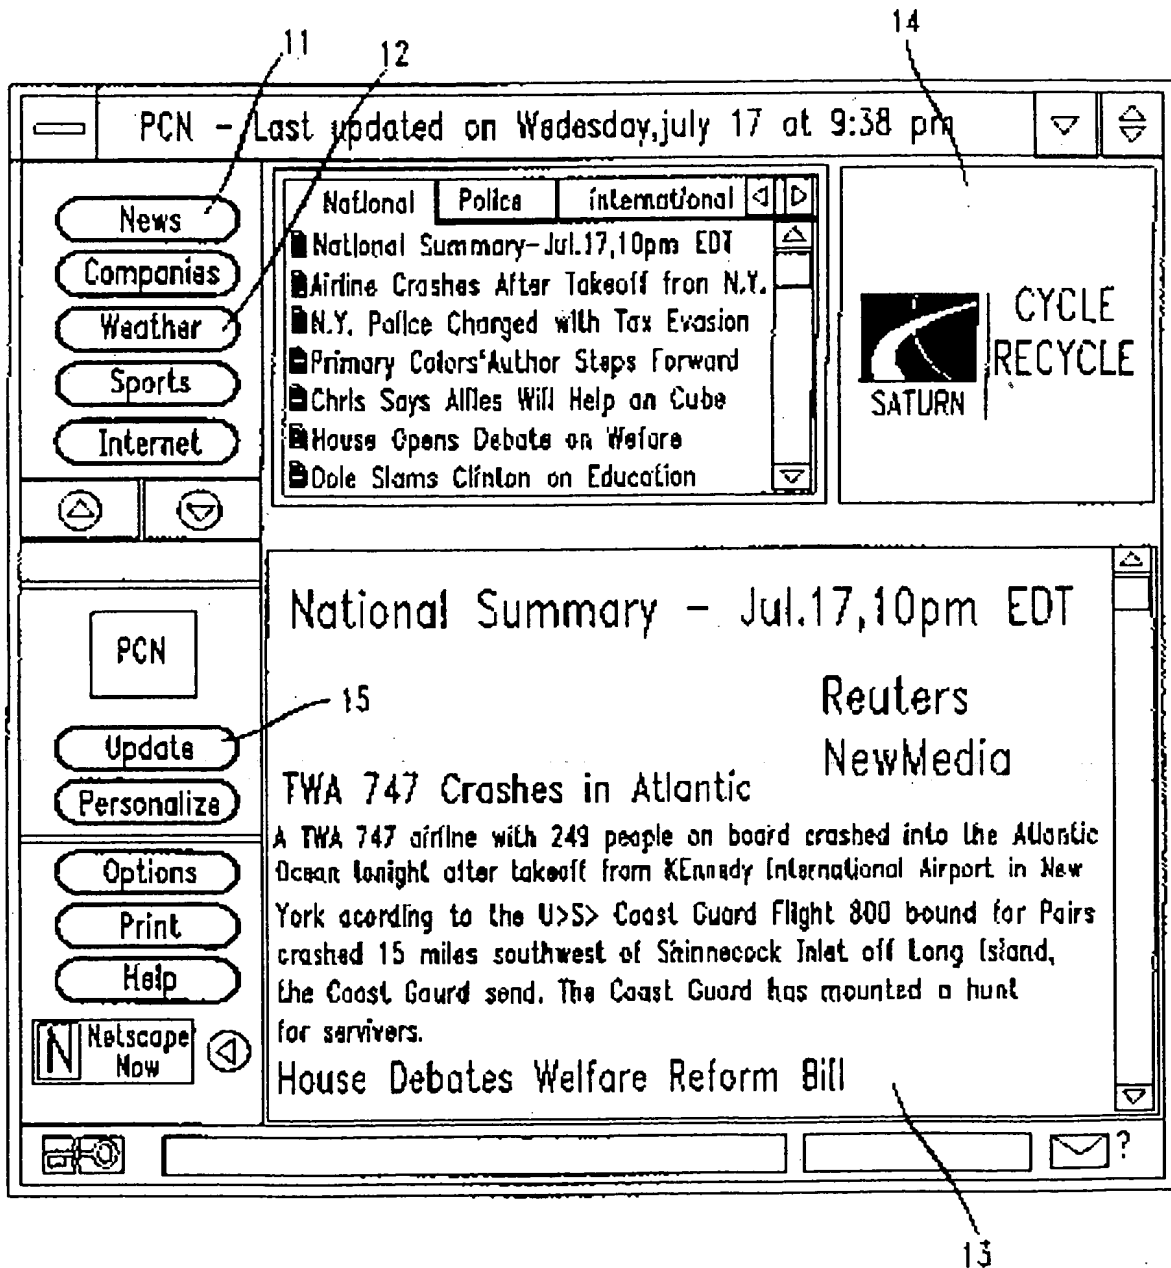 11
12
14
PCN - Last updated on Wadesday,july 17 at 9:38 pm
News
Companies
Weather
Sports
Internet
National Police international
National Summary-Jul.17,10pm EDT
Airline Crashes After Takeoff fron N.Y.
N.Y. Police Charged with Tax Evasion
Primary Colors'Author Steps Forward
Chris Says Allies Will Help on Cube
House Opens Debate on Wefare
Dole Slams Clinton on Education
SATURN
CYCLE
RECYCLE
PCN
15
Update
Personalize
Options
Print
Help
Netscape
Now
N
National Summary - Jul.17,10pm EDT
Reuters
NewMedia
TWA 747 Crashes in Atlantic
A TWA 747 airline with 249 people on board crashed into the Atlantic
Ocean tonight after takeoff from KEnnedy International Airport in New
York acording to the U>S> Coast Guard Flight 800 bound for Pairs
crashed 15 miles southwest of Shinnecock Inlet off Long Island,
the Coast Gaurd send. The Coast Guard has mounted a hunt
for servivers.
House Debates Welfare Reform Bill
?
13